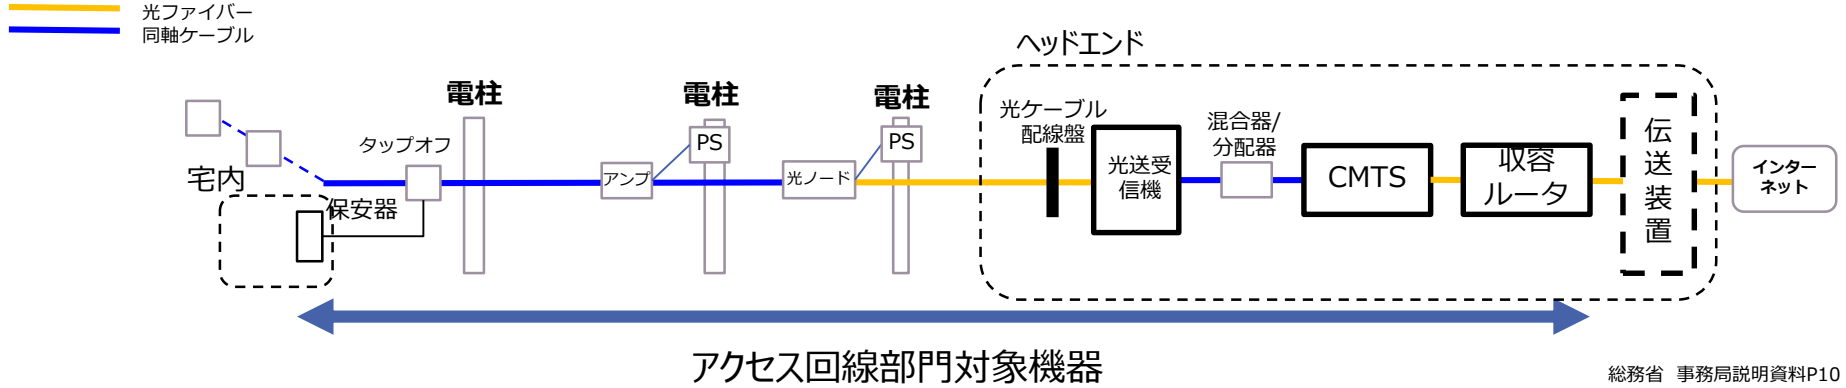 光ファイバー
同軸ケーブル
ヘッドエンド
電柱
電柱
電柱
光ケーブル
配線盤
混合器/
分配器
伝送装置
タップオフ
PS
PS
宅内
アンプ
光ノード
光送受
信機
CMTS
収容
ルータ
インター
ネット
保安器
アクセス回線部門対象機器
総務省 事務局説明資料P10